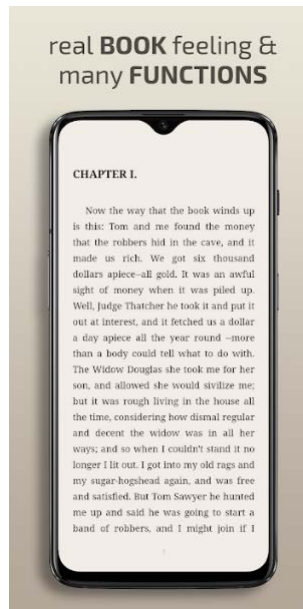 real BOOK feeling &
many FUNCTIONS
CHAPTER I.
Now the way that the book winds up
is this: Tom and me found the money
that the robbers hid in the cave, and it
made us rich. We got six thousand
dollars apiece—all gold. It was an awful
sight of money when it was piled up.
Well, Judge Thatcher he took it and put it
out at interest, and it fetched us a dollar
a day apiece all the year round —more
than a body could tell what to do with.
The Widow Douglas she took me for her
son, and allowed she would sivilize me;
but it was rough living in the house all
the time, considering how dismal regular
and decent the widow was in all her
ways; and so when I couldn't stand it no
longer I lit out. I got into my old rags and
my sugar-hogshead again, and was free
and satisfied. But Tom Sawyer he hunted
me up and said he was going to start a
band of robbers, and I might join if I